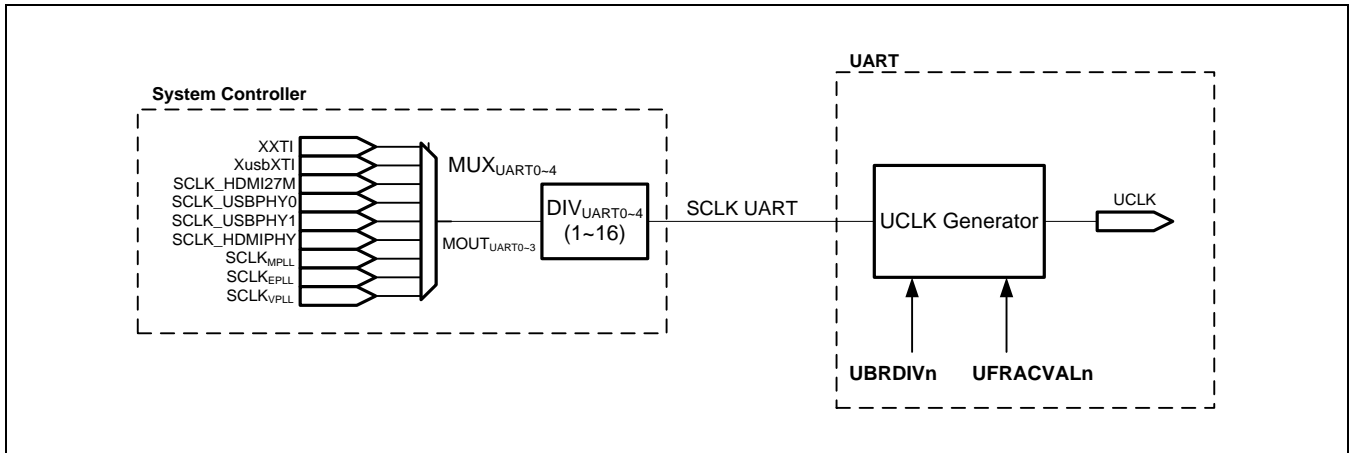 System Controller
XXTI
XusbXTI
SCLK_HDMI27M
SCLK_USBPHY0
SCLK_USBPHY1
SCLK_HDMIPHY
SCLKMPLL
SCLKEPLL
SCLKVPLL
MUXUART0~4
MOUTUART0~3
DIVUART0~4
(1~16)
SCLK UART
UART
UCLK Generator
UCLK
UBRDIVn
UFRACVALn